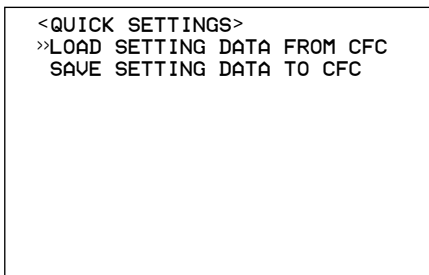 <QUICK SETTINGS>
»LOAD SETTING DATA FROM CFC
SAVE SETTING DATA TO CFC